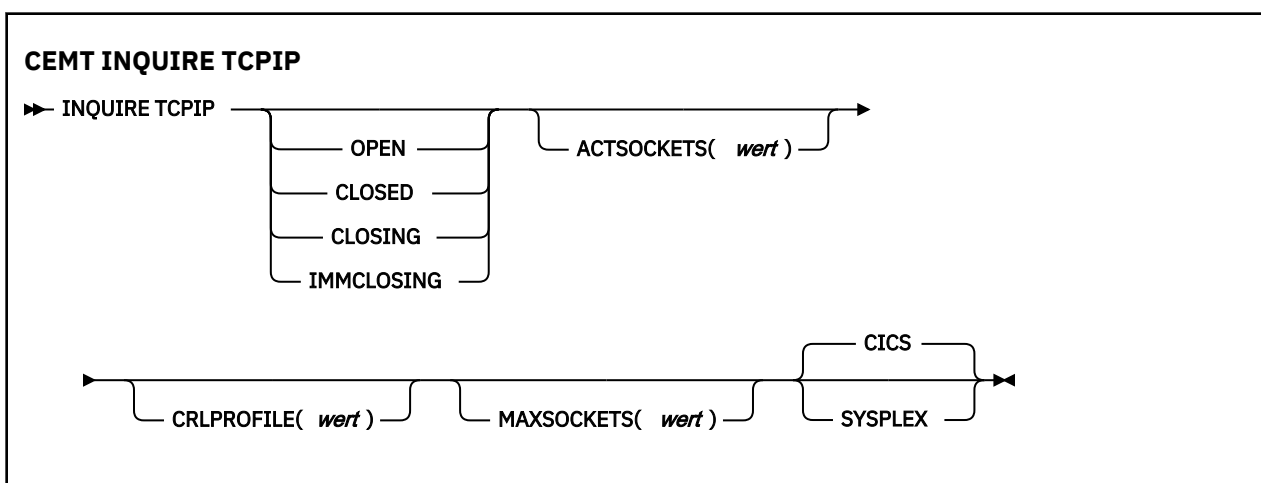 CEMT INQUIRE TCPIP
INQUIRE TCPIP
OPEN
CLOSED
CLOSING
IMMCLOSING
ACTSOCKETS( wert )
CRLPROFILE( wert )
MAXSOCKETS( wert )
CICS
SYSPLEX